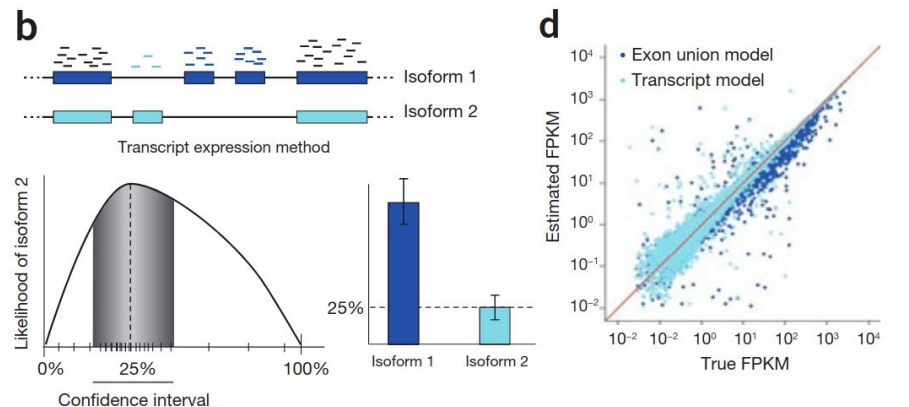 b
Isoform 1
Isoform 2
Transcript expression method
Likelihood of isoform 2
0%
25%
100%
Confidence interval
25%
Isoform 1
Isoform 2
d
Exon union model
Transcript model
Estimated FPKM
10⁴
10³
10²
10¹
10⁰
10⁻¹
10⁻²
10⁻²
10⁻²
10⁰
10¹
10²
10³
10⁴
True FPKM